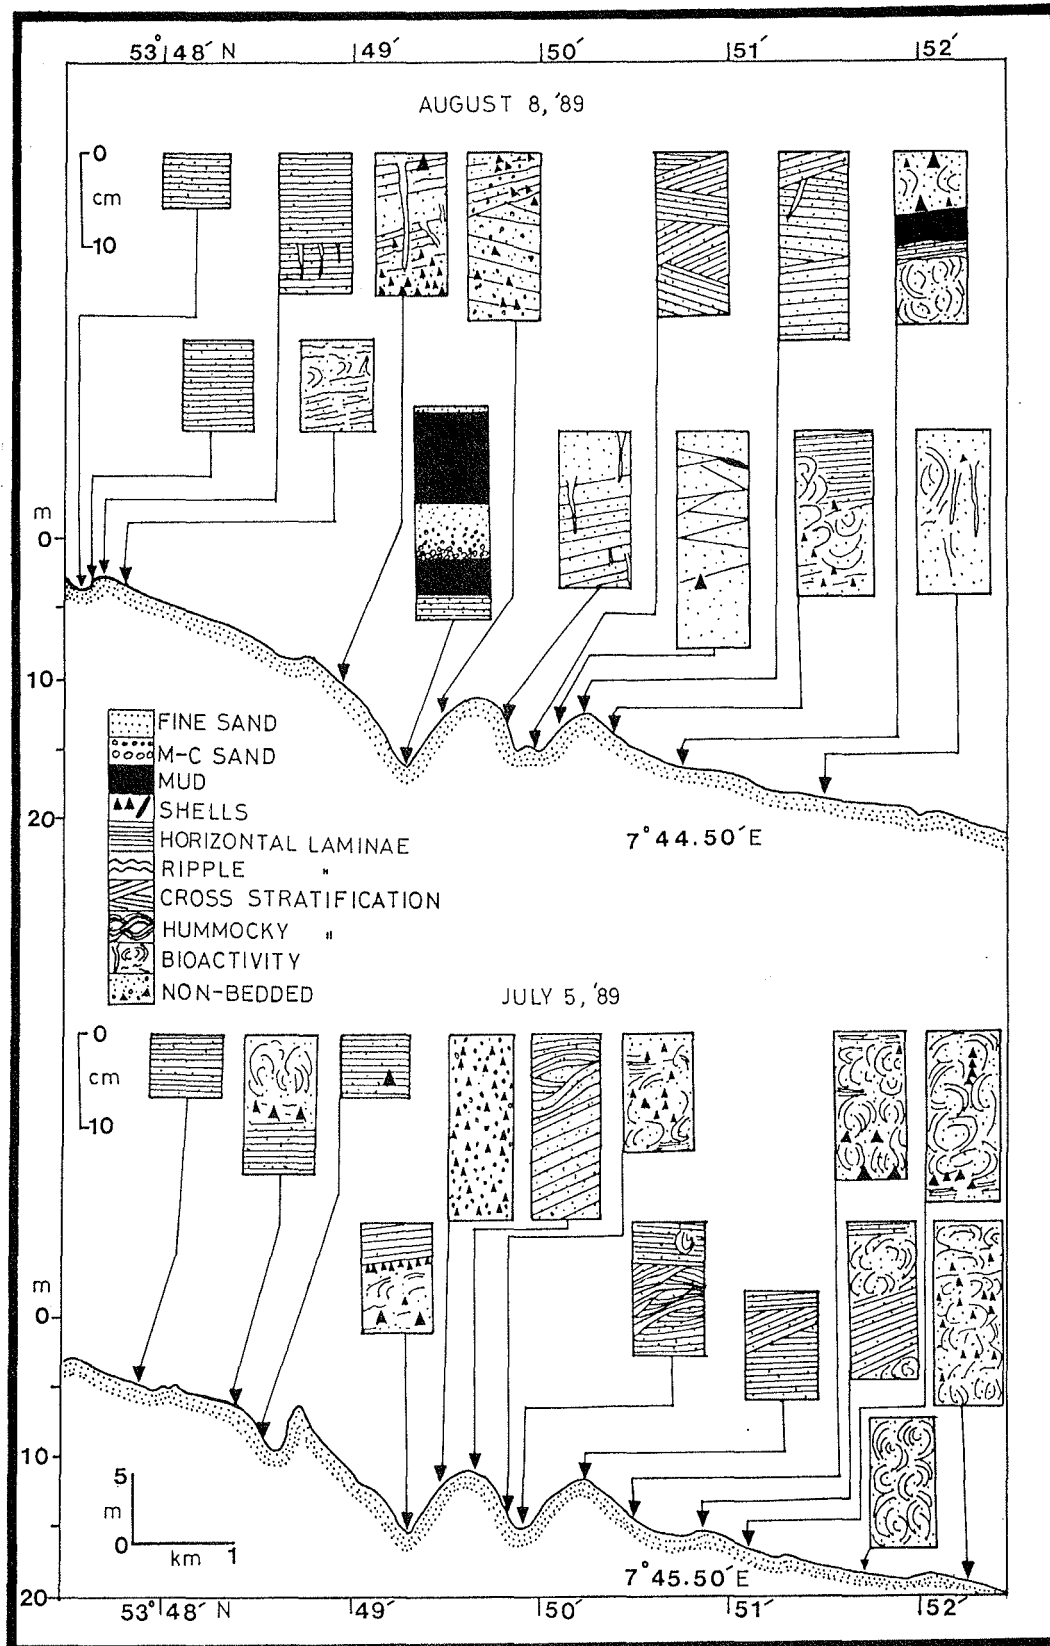 53° 48′ N 49′ 50′ 51′ 52′
AUGUST 8, '89
0
cm
10
m
0
10
20
FINE SAND
M-C SAND
MUD
SHELLS
HORIZONTAL LAMINAE
RIPPLE "
CROSS STRATIFICATION
HUMMOCKY "
BIOACTIVITY
NON-BEDDED
7° 44.50′ E
JULY 5, '89
0
cm
10
m
0
10
20
5
m
0
km 1
7° 45.50′ E
53° 48′ N 49′ 50′ 51′ 52′